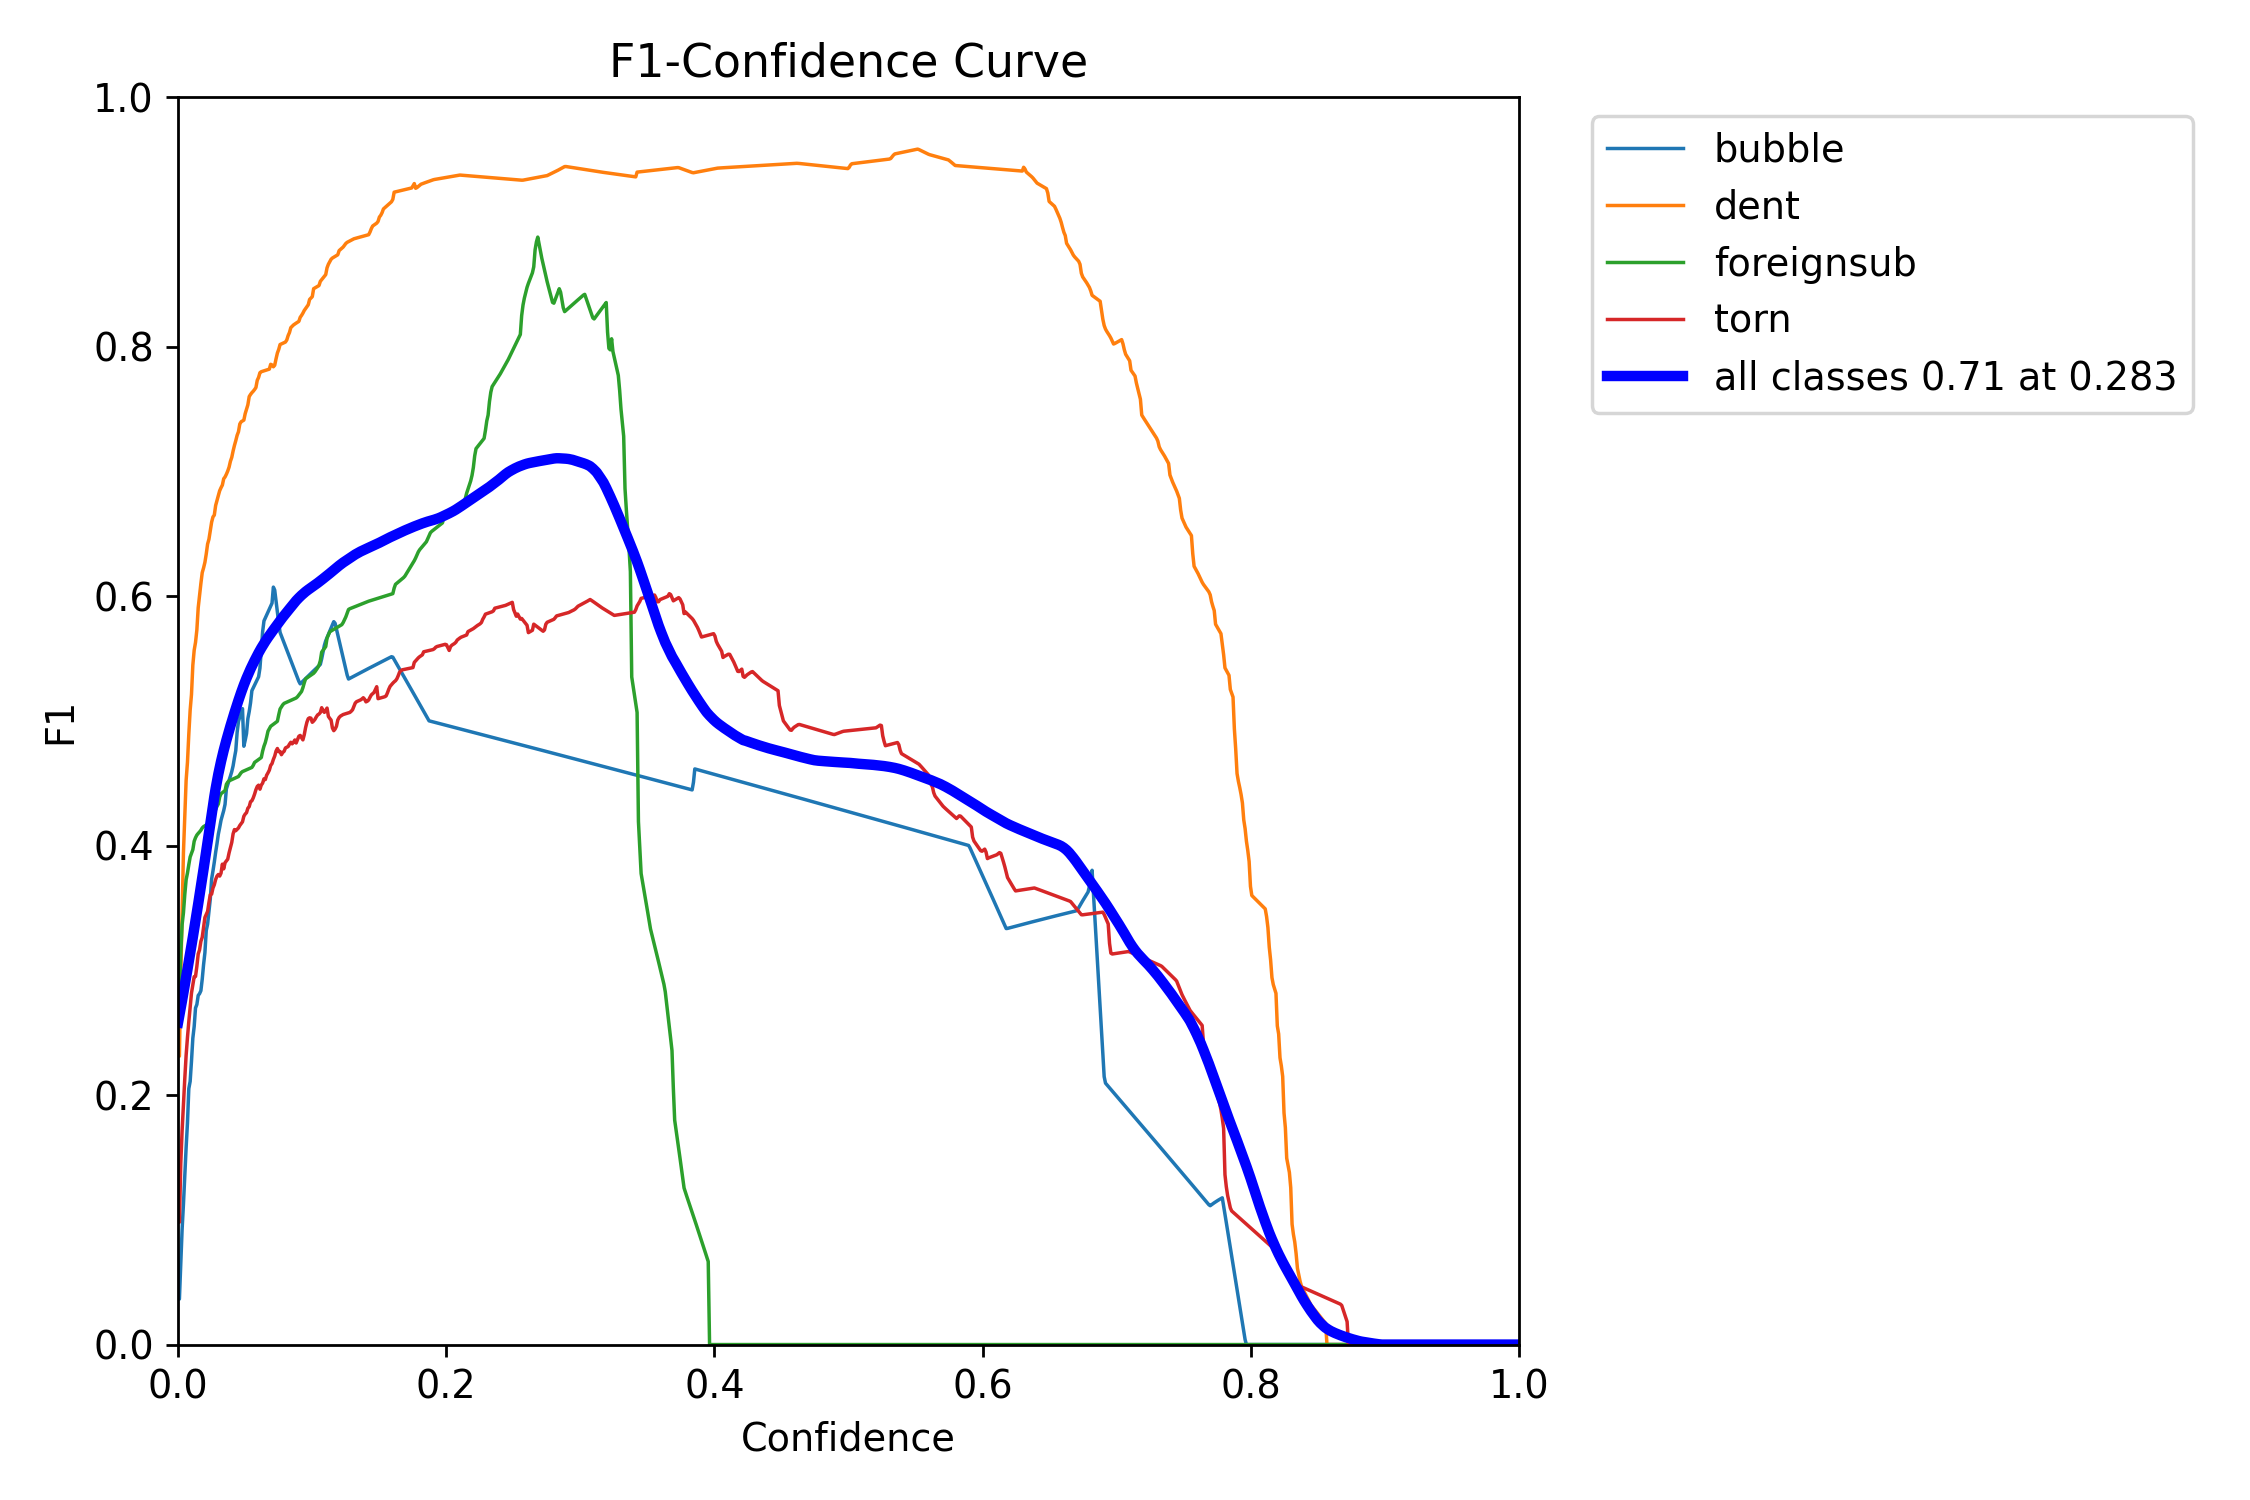 F1-Confidence Curve
1.0
0.8
0.6
0.4
0.2
0.0
F1
0.0 0.2 0.4 0.6 0.8 1.0
Confidence
bubble
dent
foreignsub
torn
all classes 0.71 at 0.283